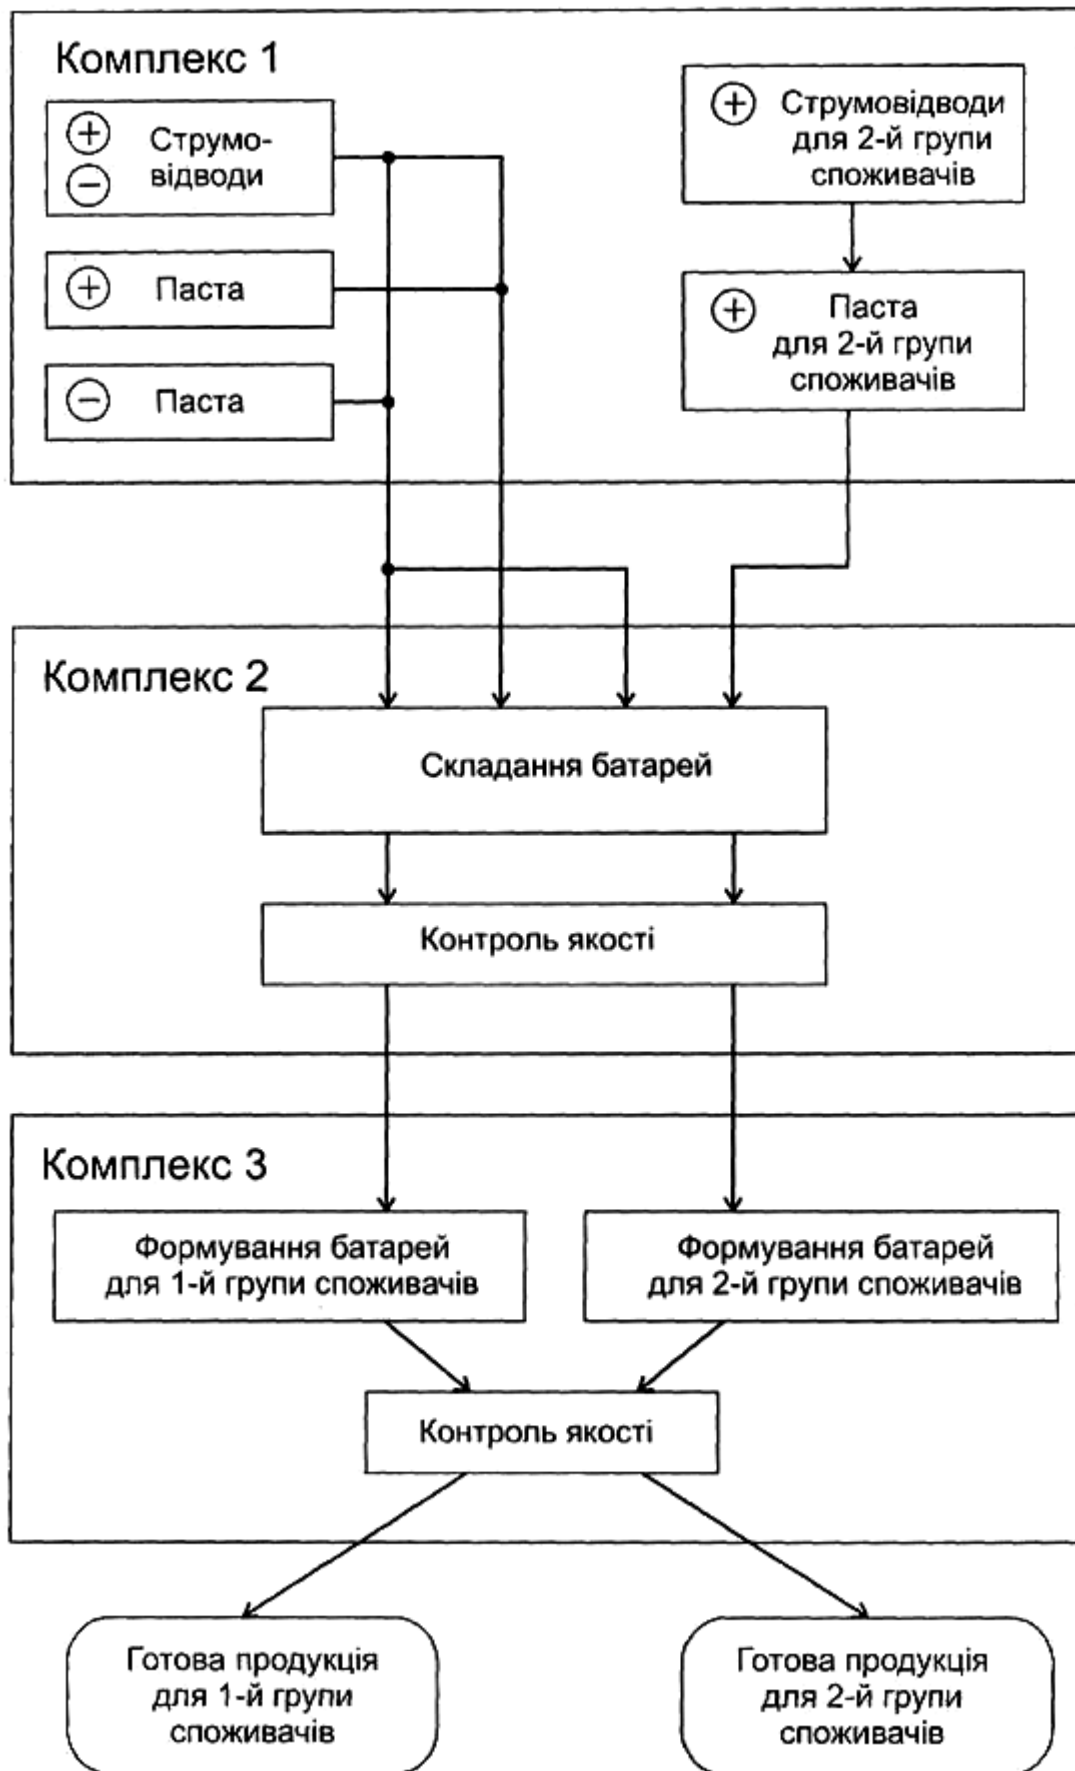 Комплекс 1
+
−
Струмо-
відводи
+ Паста
− Паста
+ Струмовідводи
для 2-й групи
споживачів
+ Паста
для 2-й групи
споживачів
Комплекс 2
Складання батарей
Контроль якості
Комплекс 3
Формування батарей
для 1-й групи споживачів
Формування батарей
для 2-й групи споживачів
Контроль якості
Готова продукція
для 1-й групи
споживачів
Готова продукція
для 2-й групи
споживачів